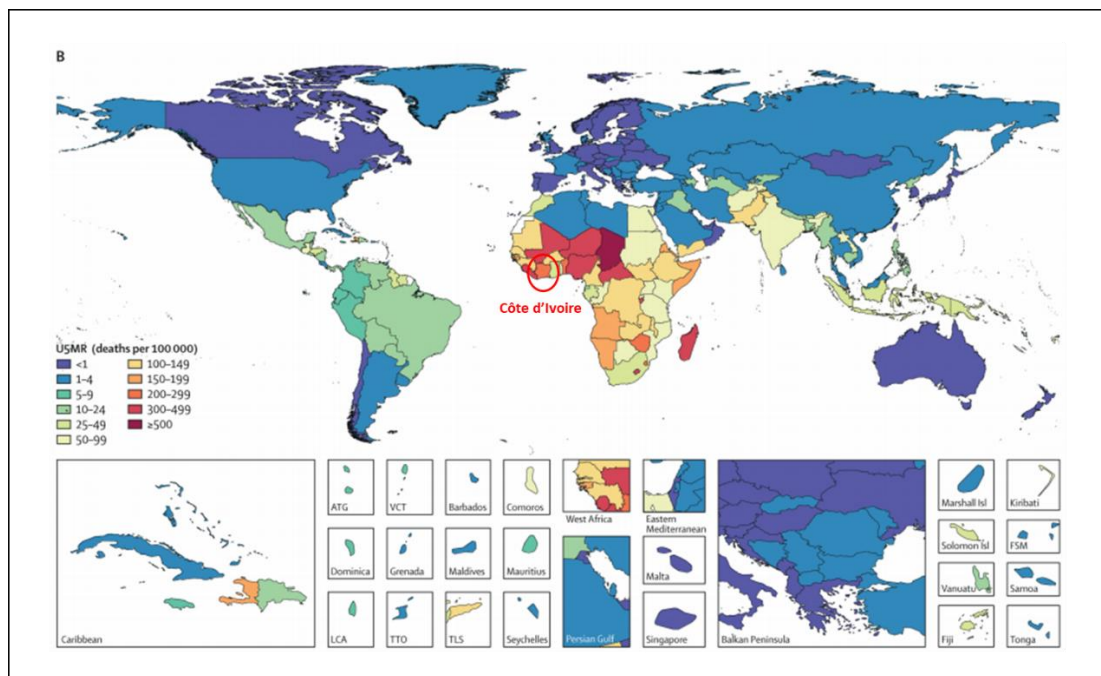 B
Côte d’Ivoire
U5MR (deaths per 100 000)
<1
1–4
5–9
10–24
25–49
50–99
100–149
150–199
200–299
300–499
≥500
Caribbean
ATG
VCT
Barbados
Comoros
Dominica
Grenada
Maldives
Mauritius
LCA
TTO
TLS
Seychelles
West Africa
Eastern
Mediterranean
Persian Gulf
Malta
Singapore
Balkan Peninsula
Marshall Isl
Kiribati
Solomon Isl
FSM
Vanuatu
Samoa
Fiji
Tonga